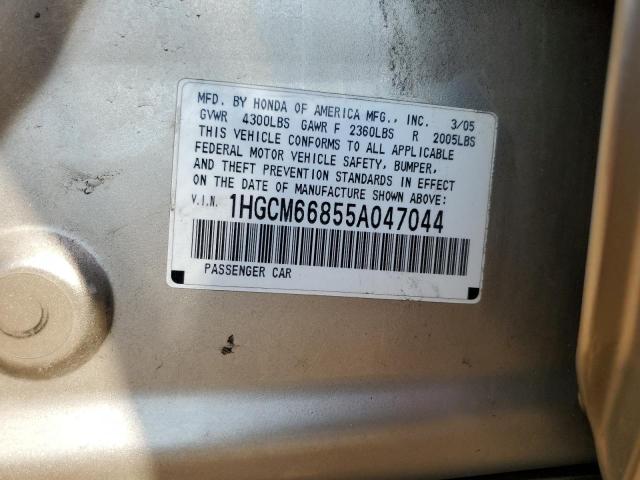 MFD. BY HONDA OF AMERICA MFG., INC. 3/05
GVWR 4300LBS GAWR F 2360LBS R 2005LBS
THIS VEHICLE CONFORMS TO ALL APPLICABLE
FEDERAL MOTOR VEHICLE SAFETY, BUMPER,
AND THEFT PREVENTION STANDARDS IN EFFECT
ON THE DATE OF MANUFACTURE SHOWN ABOVE:
V.I.N. 1HGCM66855A047044
PASSENGER CAR